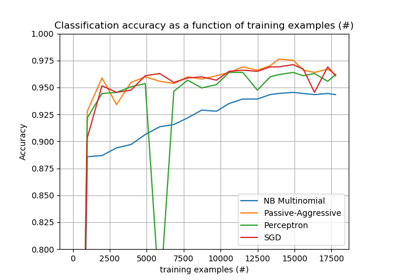 Classification accuracy as a function of training examples (#)
1.000
0.975
0.950
0.925
0.900
0.875
0.850
0.825
0.800
Accuracy
NB Multinomial
Passive-Aggressive
Perceptron
SGD
0 2500 5000 7500 10000 12500 15000 17500
training examples (#)